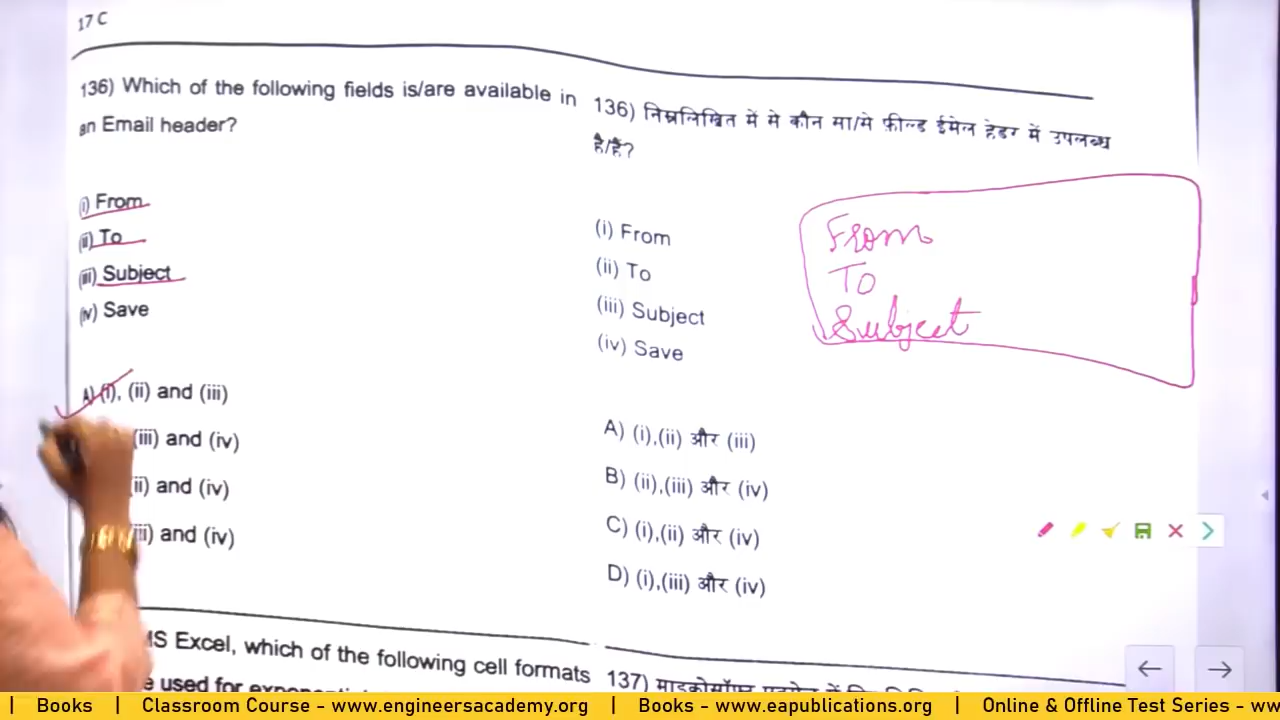 17 C
136) Which of the following fields is/are available in
an Email header?
(i) From
(ii) To
(iii) Subject
(iv) Save
A) (i), (ii) and (iii)
(iii) and (iv)
(ii) and (iv)
(iii) and (iv)
136) निम्नलिखित में से कौन सा/से फ़ील्ड ईमेल हेडर में उपलब्ध
है/हैं?
(i) From
(ii) To
(iii) Subject
(iv) Save
A) (i),(ii) और (iii)
B) (ii),(iii) और (iv)
C) (i),(ii) और (iv)
D) (i),(iii) और (iv)
From
To
Subject
MS Excel, which of the following cell formats
e used for
137) माइक्रोसॉफ्ट एक्सेल में
| Books | Classroom Course - www.engineersacademy.org | Books - www.eapublications.org | Online & Offline Test Series - ww